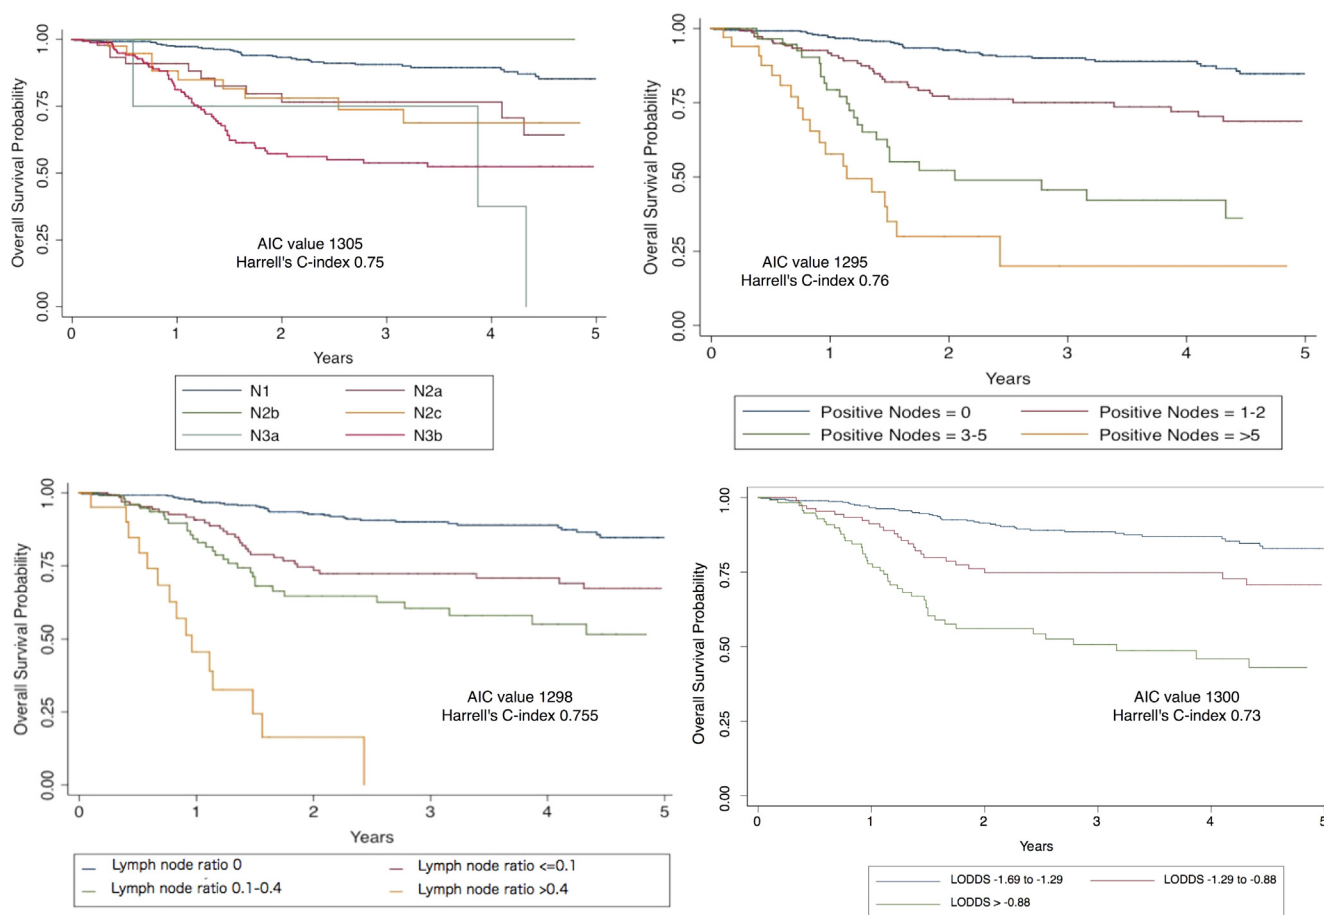 1.00
0.75
0.50
0.25
0.00
Overall Survival Probability
AIC value 1305
Harrell's C-index 0.75
0 1 2 3 4 5
Years
N1 N2a
N2b N2c
N3a N3b
1.00
0.75
0.50
0.25
0.00
Overall Survival Probability
AIC value 1295
Harrell's C-index 0.76
0 1 2 3 4 5
Years
Positive Nodes = 0 Positive Nodes = 1-2
Positive Nodes = 3-5 Positive Nodes = >5
1.00
0.75
0.50
0.25
0.00
Overall Survival Probability
AIC value 1298
Harrell's C-index 0.755
0 1 2 3 4 5
Years
Lymph node ratio 0 Lymph node ratio <=0.1
Lymph node ratio 0.1-0.4 Lymph node ratio >0.4
1.00
0.75
0.50
0.25
0.00
Overall Survival Probability
AIC value 1300
Harrell's C-index 0.73
0 1 2 3 4 5
Years
LODDS -1.69 to -1.29 LODDS -1.29 to -0.88
LODDS > -0.88